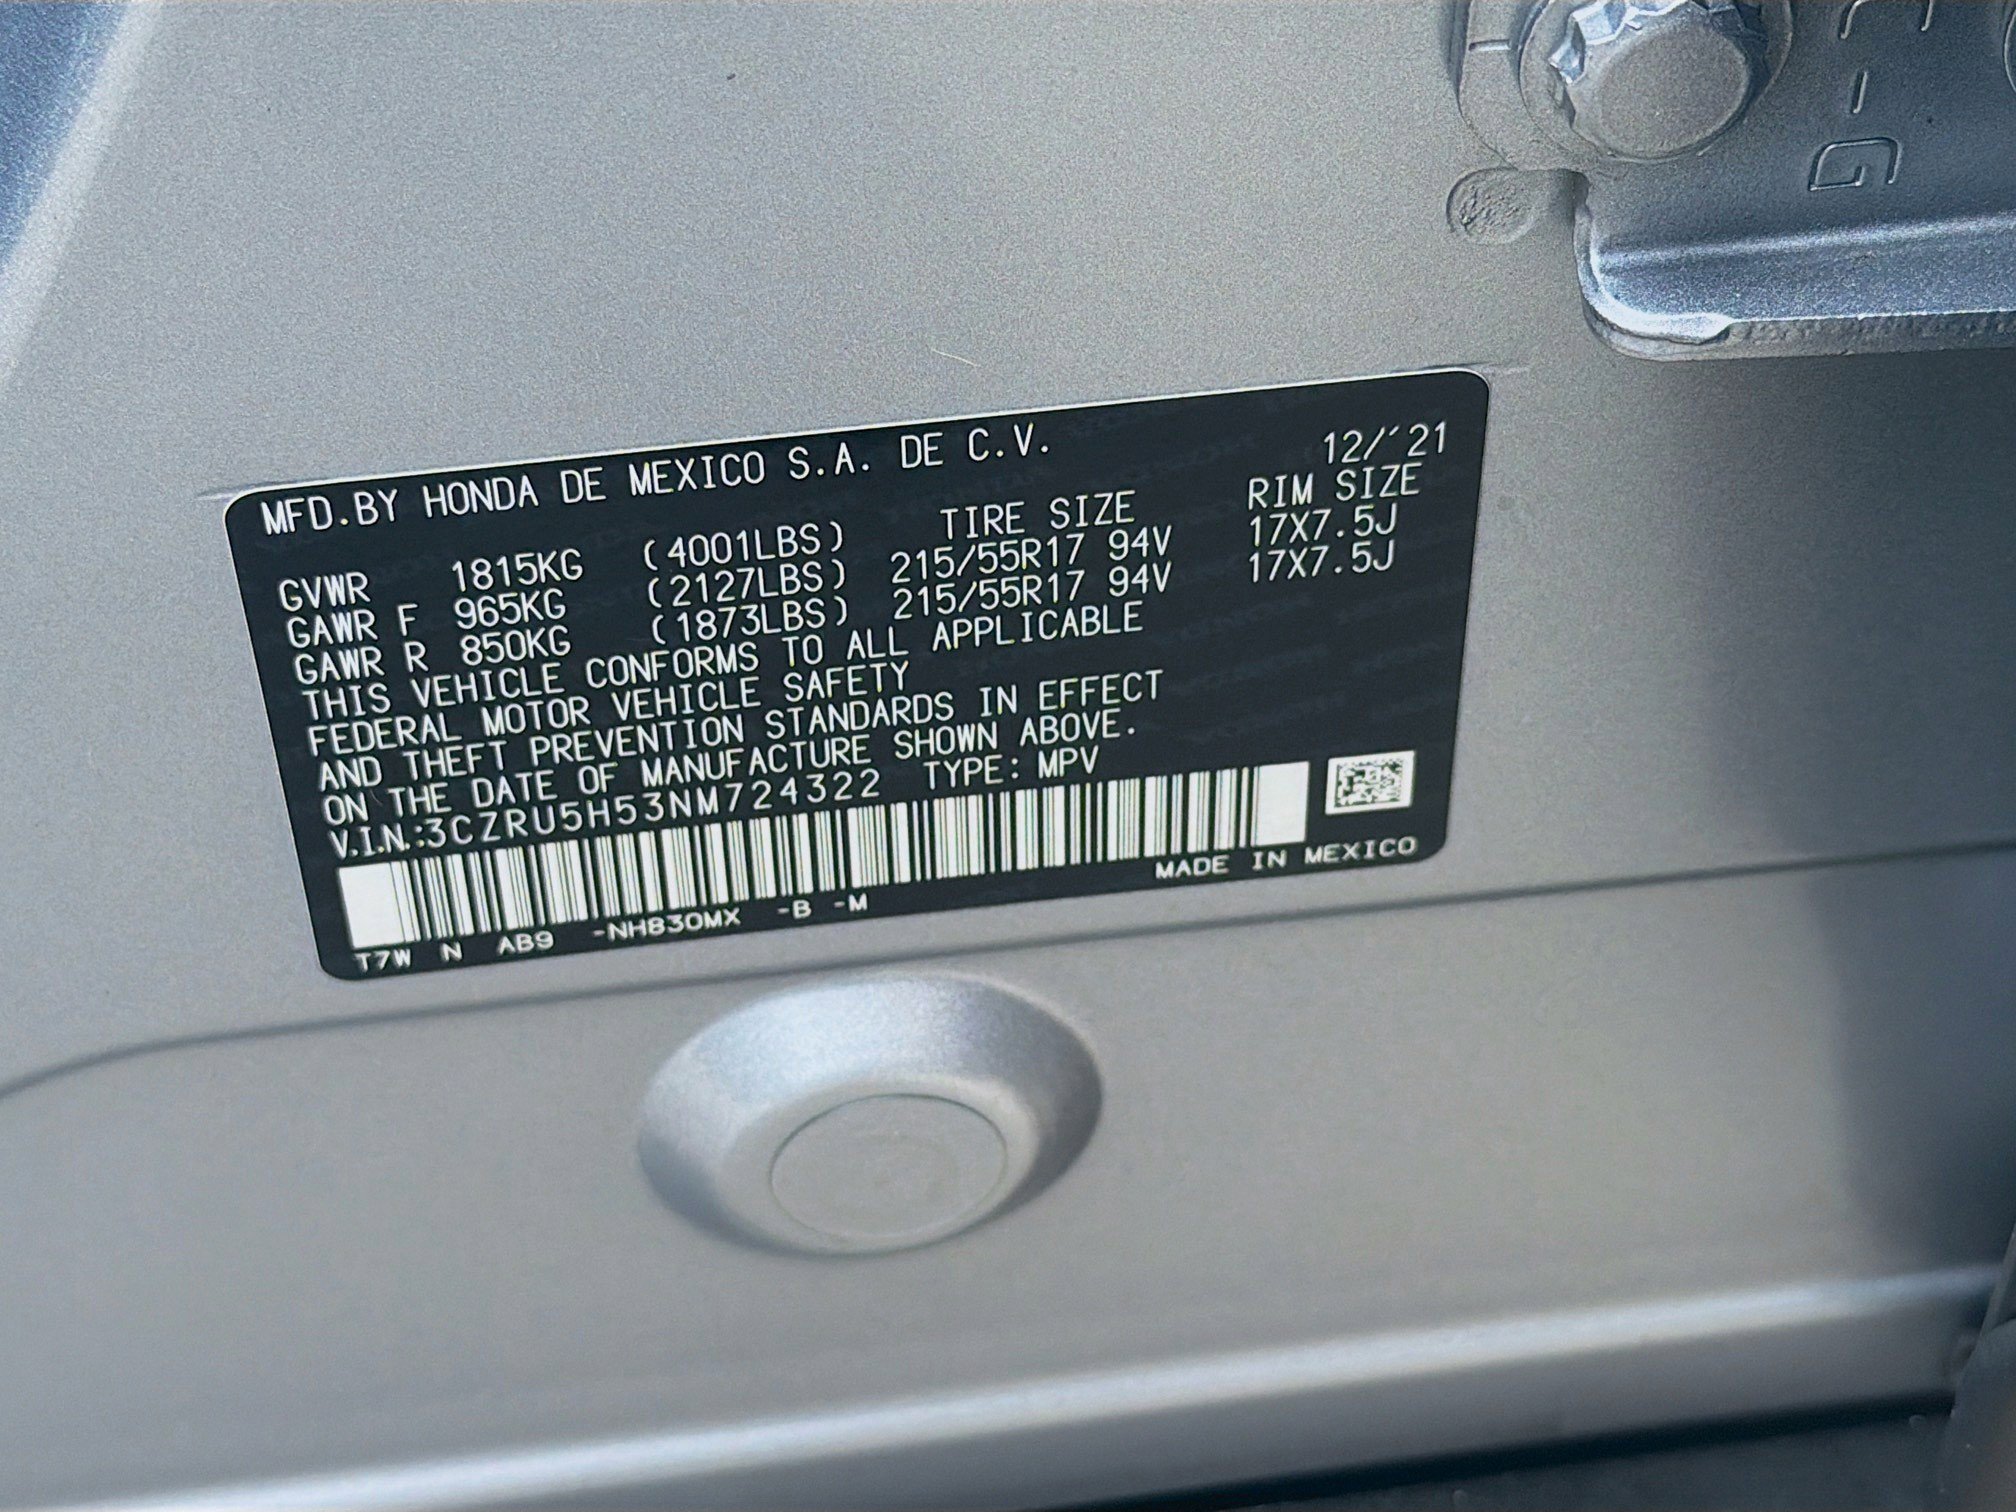 MFD.BY HONDA DE MEXICO S.A. DE C.V. 12/´21
TIRE SIZE RIM SIZE
GVWR 1815KG (4001LBS)
GAWR F 965KG (2127LBS) 215/55R17 94V 17X7.5J
GAWR R 850KG (1873LBS) 215/55R17 94V 17X7.5J
THIS VEHICLE CONFORMS TO ALL APPLICABLE
FEDERAL MOTOR VEHICLE SAFETY
AND THEFT PREVENTION STANDARDS IN EFFECT
ON THE DATE OF MANUFACTURE SHOWN ABOVE.
V.I.N.:3CZRU5H53NM724322 TYPE: MPV
MADE IN MEXICO
T7W N AB9 -NH830MX -B -M